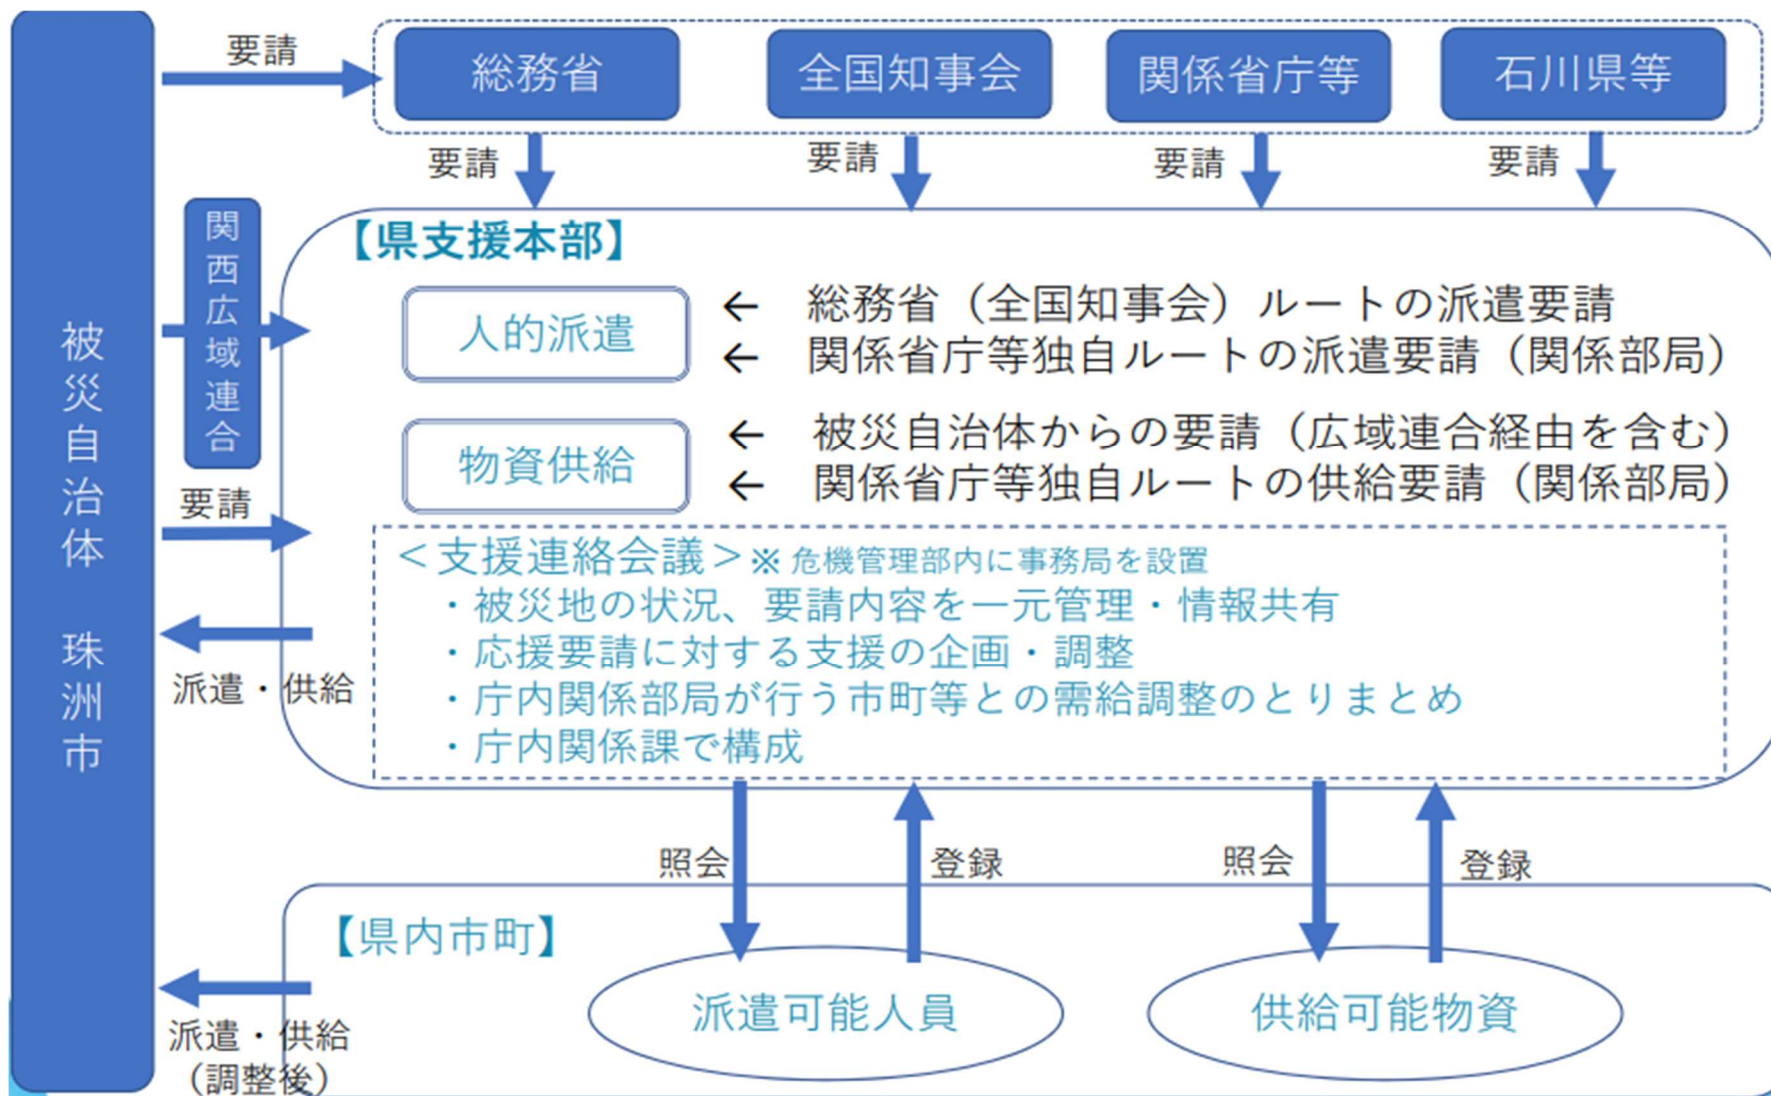 要請
総務省
全国知事会
関係省庁等
石川県等
要請
要請
要請
要請
被災自治体　珠洲市
関西広域連合
【県支援本部】
人的派遣
← 総務省（全国知事会）ルートの派遣要請
← 関係省庁等独自ルートの派遣要請（関係部局）
物資供給
← 被災自治体からの要請（広域連合経由を含む）
← 関係省庁等独自ルートの供給要請（関係部局）
要請
＜支援連絡会議＞※ 危機管理部内に事務局を設置
・被災地の状況、要請内容を一元管理・情報共有
・応援要請に対する支援の企画・調整
・庁内関係部局が行う市町等との需給調整のとりまとめ
・庁内関係課で構成
派遣・供給
照会
登録
照会
登録
【県内市町】
派遣可能人員
供給可能物資
派遣・供給
（調整後）